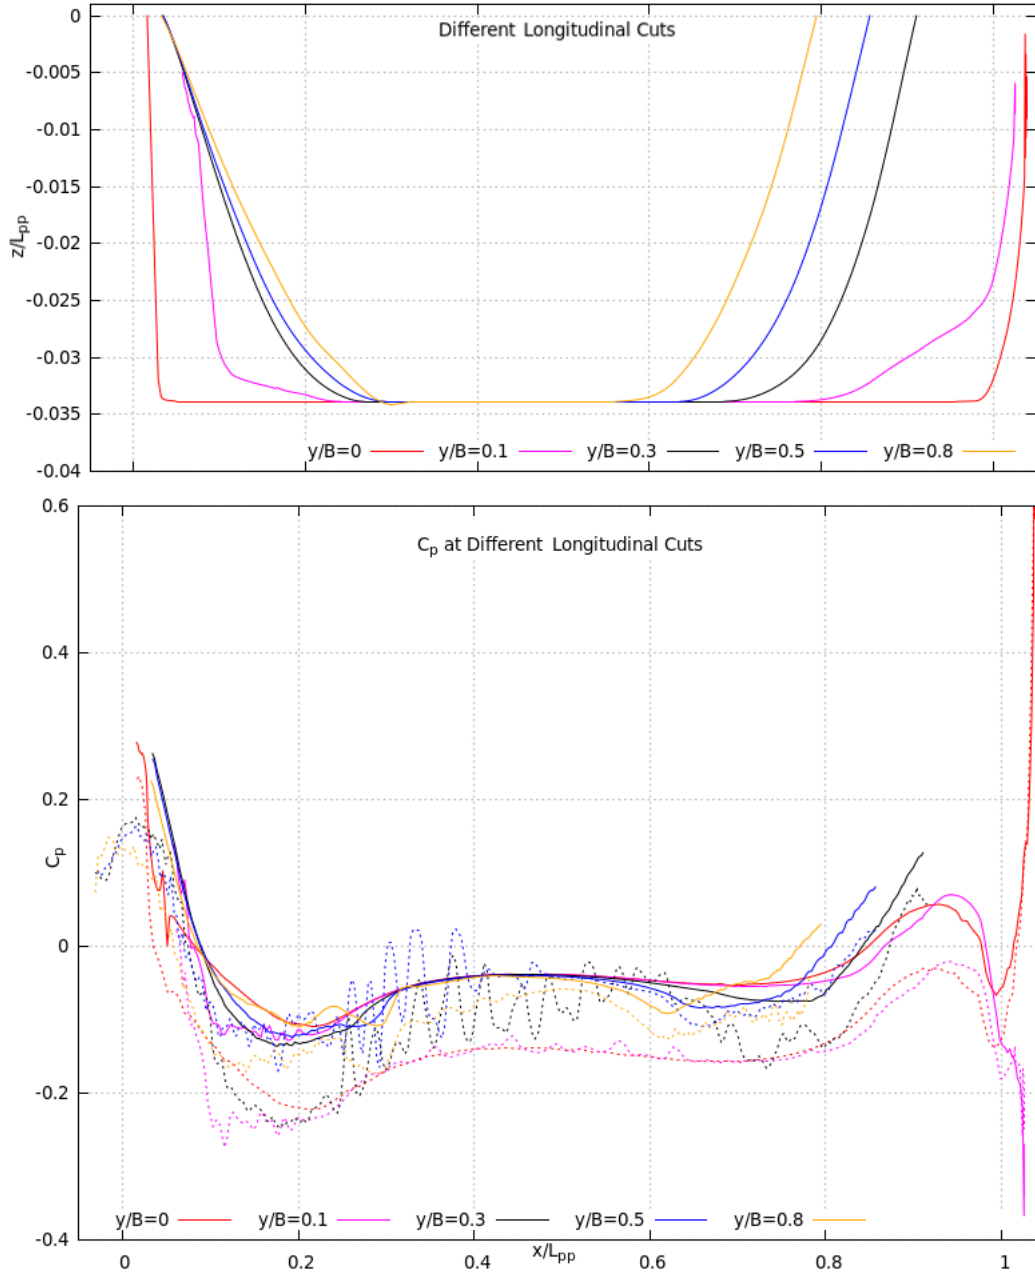 Different Longitudinal Cuts
0
-0.005
-0.01
-0.015
-0.02
-0.025
-0.03
-0.035
-0.04
z/Lpp
y/B=0 y/B=0.1 y/B=0.3 y/B=0.5 y/B=0.8
Cp at Different Longitudinal Cuts
0.6
0.4
0.2
0
-0.2
-0.4
Cp
y/B=0 y/B=0.1 y/B=0.3 y/B=0.5 y/B=0.8
0 0.2 0.4 0.6 0.8 1
x/Lpp